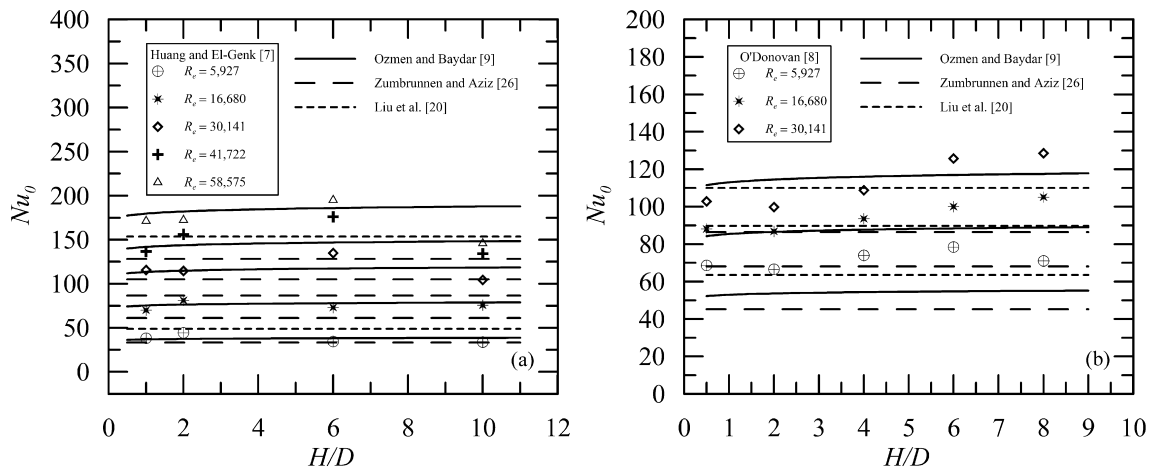 400
350
300
250
200
150
100
50
0
Nu0
Huang and El-Genk [7]
Re = 5,927
Re = 16,680
Re = 30,141
Re = 41,722
Re = 58,575
Ozmen and Baydar [9]
Zumbrunnen and Aziz [26]
Liu et al. [20]
(a)
0 2 4 6 8 10 12
H/D
200
180
160
140
120
100
80
60
40
20
0
Nu0
O'Donovan [8]
Re = 5,927
Re = 16,680
Re = 30,141
Ozmen and Baydar [9]
Zumbrunnen and Aziz [26]
Liu et al. [20]
(b)
0 1 2 3 4 5 6 7 8 9 10
H/D